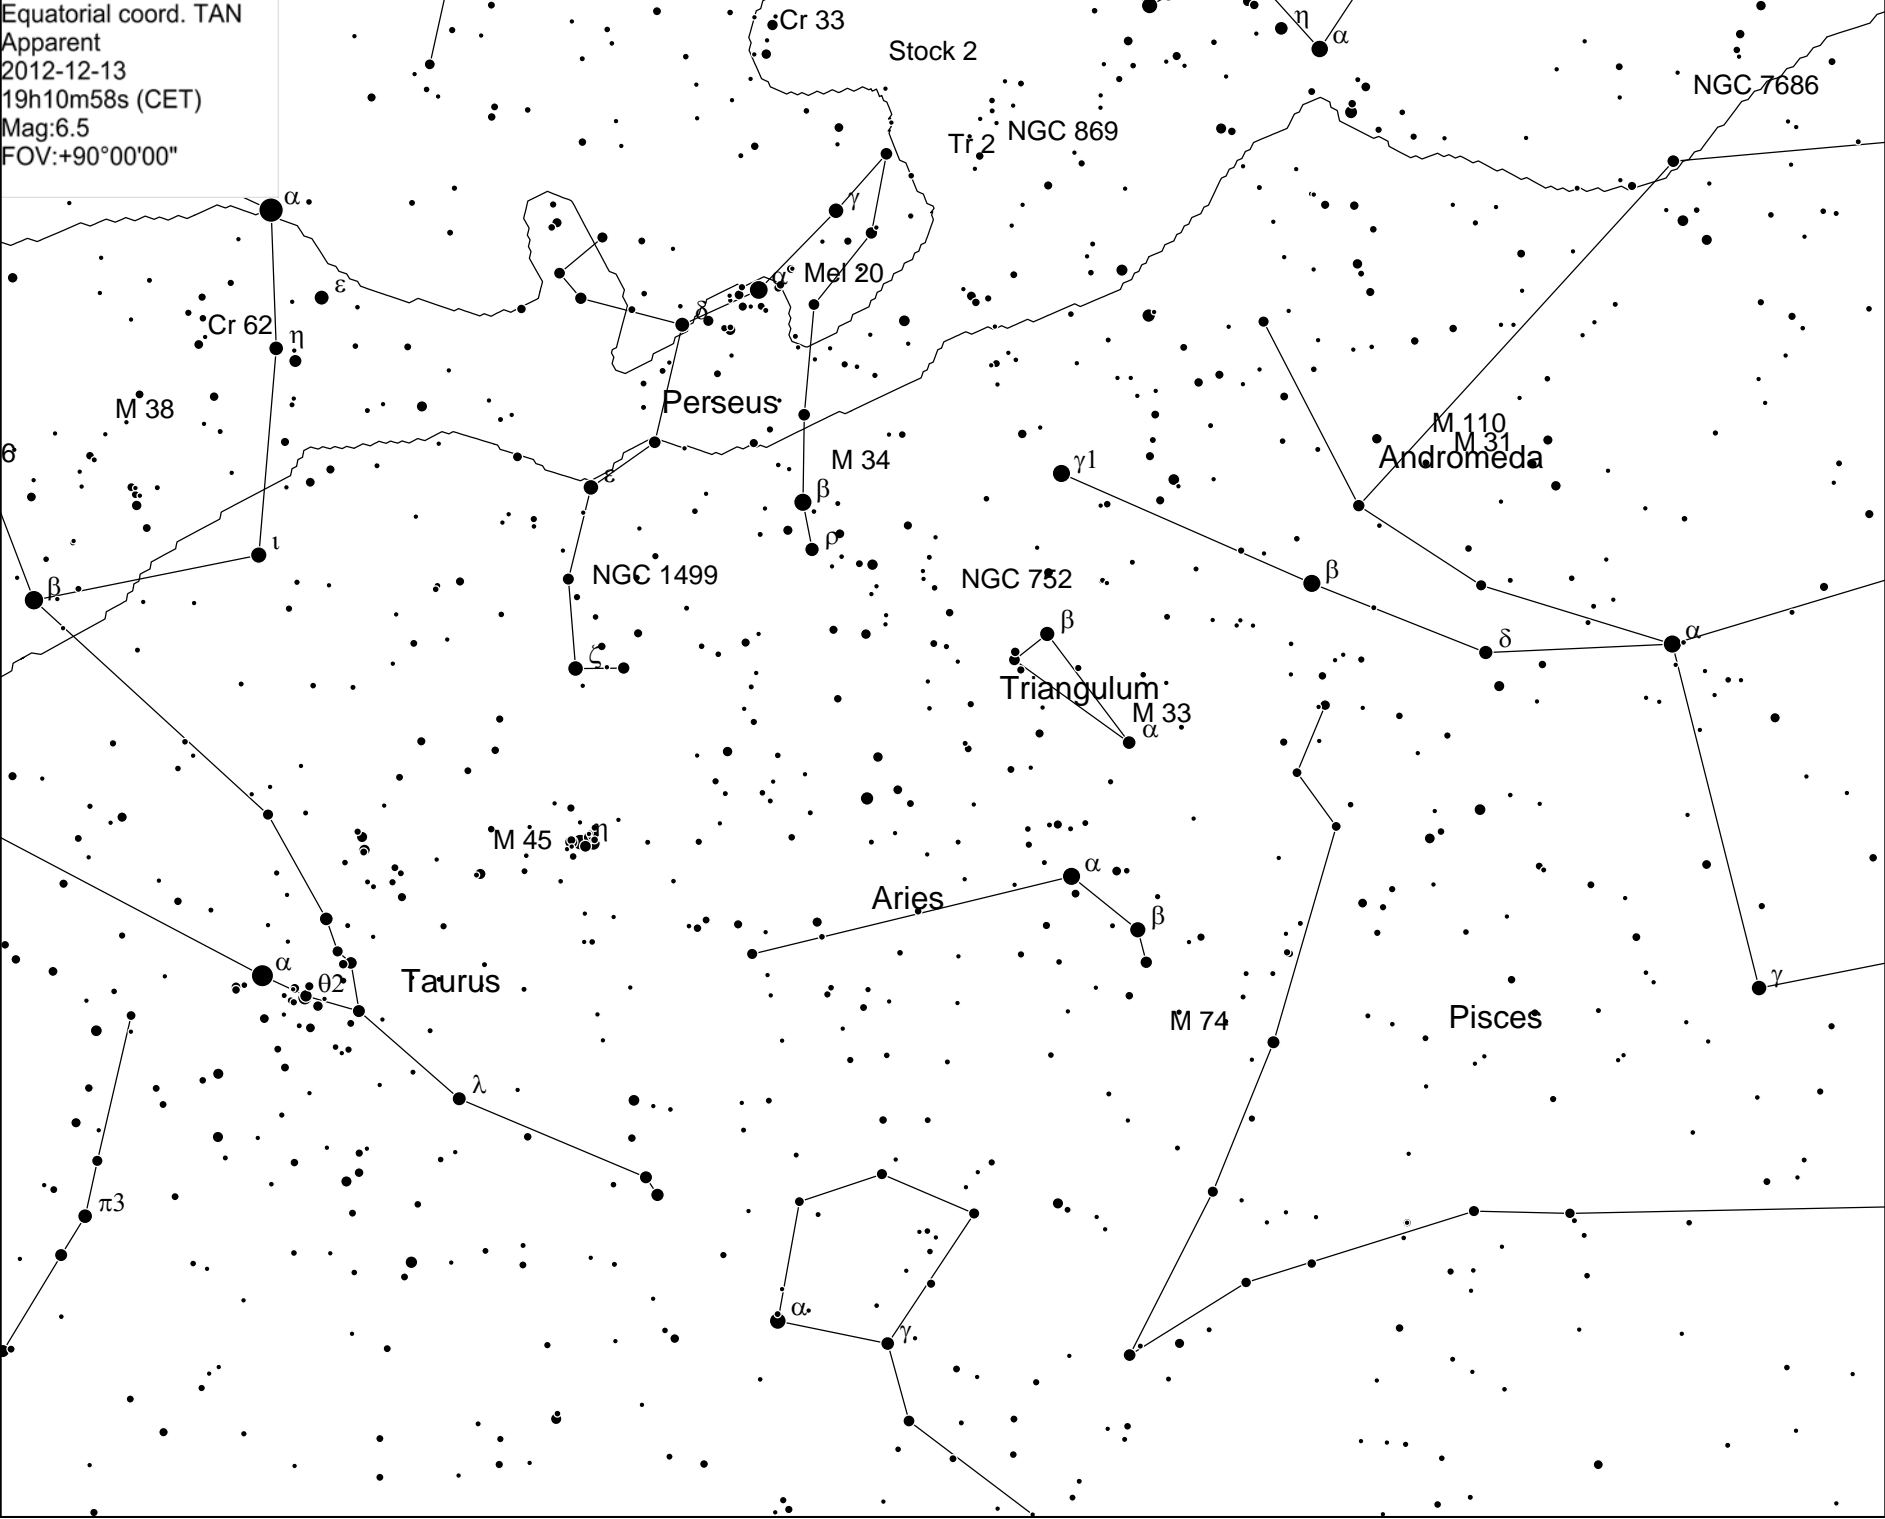 Equatorial coord. TAN
Apparent
2012-12-13
19h10m58s (CET)
Mag:6.5
FOV:+90°00'00"
Cr 33
η
α
Stock 2
NGC 7686
Tr 2
NGC 869
α
γ
ε
α
Mel 20
δ
Cr 62
η
M 38
Perseus
M 110
M 31
Andromeda
6
M 34
γ1
ε
β
ι
ρ
β
NGC 1499
NGC 752
β
β
ζ
δ
α
Triangulum
M 33
α
M 45
η
α
Aries
β
α
θ2
Taurus
γ
M 74
Pisces
λ
π3
α
γ